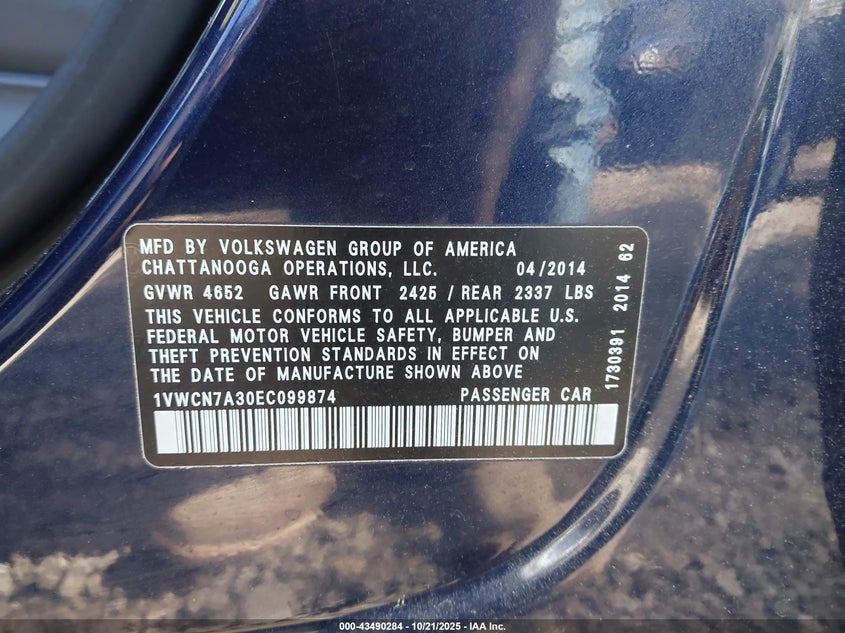 MFD BY VOLKSWAGEN GROUP OF AMERICA
CHATTANOOGA OPERATIONS, LLC. 04/2014
GVWR 4652 GAWR FRONT 2425 / REAR 2337 LBS
THIS VEHICLE CONFORMS TO ALL APPLICABLE U.S.
FEDERAL MOTOR VEHICLE SAFETY, BUMPER AND
THEFT PREVENTION STANDARDS IN EFFECT ON
THE DATE OF MANUFACTURE SHOWN ABOVE
1VWCN7A30EC099874 PASSENGER CAR
1730391 2014 62
000-43490284 - 10/21/2025 - IAA Inc.